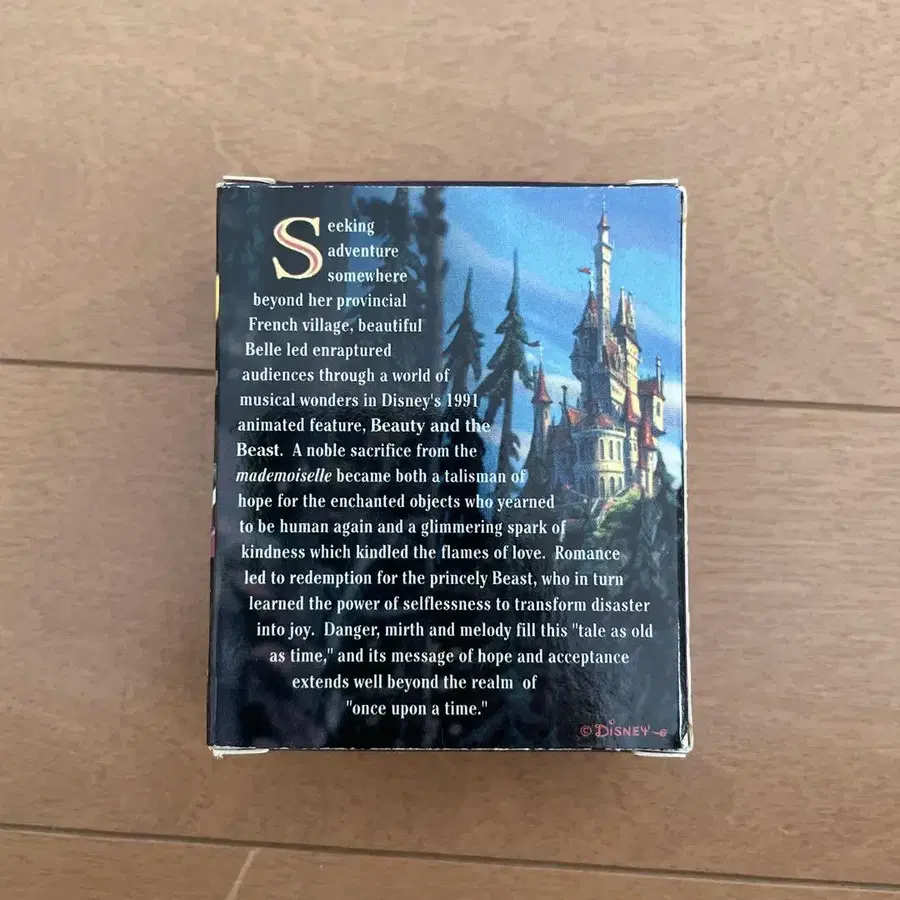 Seeking
adventure
somewhere
beyond her provincial
French village, beautiful
Belle led enraptured
audiences through a world of
musical wonders in Disney's 1991
animated feature, Beauty and the
Beast. A noble sacrifice from the
mademoiselle became both a talisman of
hope for the enchanted objects who yearned
to be human again and a glimmering spark of
kindness which kindled the flames of love. Romance
led to redemption for the princely Beast, who in turn
learned the power of selflessness to transform disaster
into joy. Danger, mirth and melody fill this "tale as old
as time," and its message of hope and acceptance
extends well beyond the realm of
"once upon a time."
© DISNEY